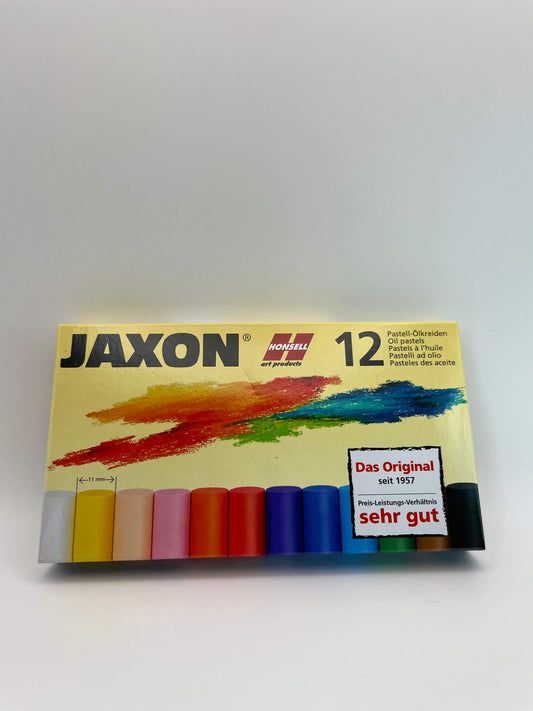 JAXON®
HONSELL
art products
12
Pastell-Ölkreiden
Oil pastels
Pastels à l'huile
Pastelli ad olio
Pasteles des aceite
11 mm
Das Original
seit 1957
Preis-Leistungs-Verhältnis
sehr gut